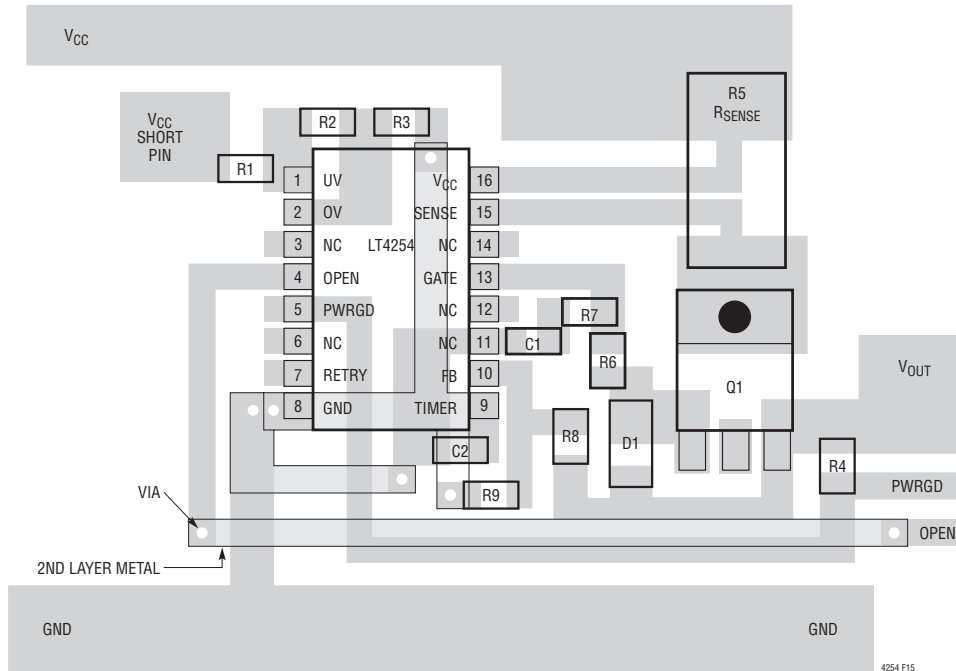 VCC
VCC
SHORT
PIN
R1
R2
R3
R5
RSENSE
1 UV
2 OV
3 NC
4 OPEN
5 PWRGD
6 NC
7 RETRY
8 GND
LT4254
VCC 16
SENSE 15
NC 14
GATE 13
NC 12
NC 11
FB 10
TIMER 9
R7
C1
R6
Q1
VOUT
R8
D1
C2
R9
R4
PWRGD
OPEN
VIA
2ND LAYER METAL
GND
GND
4254 F15